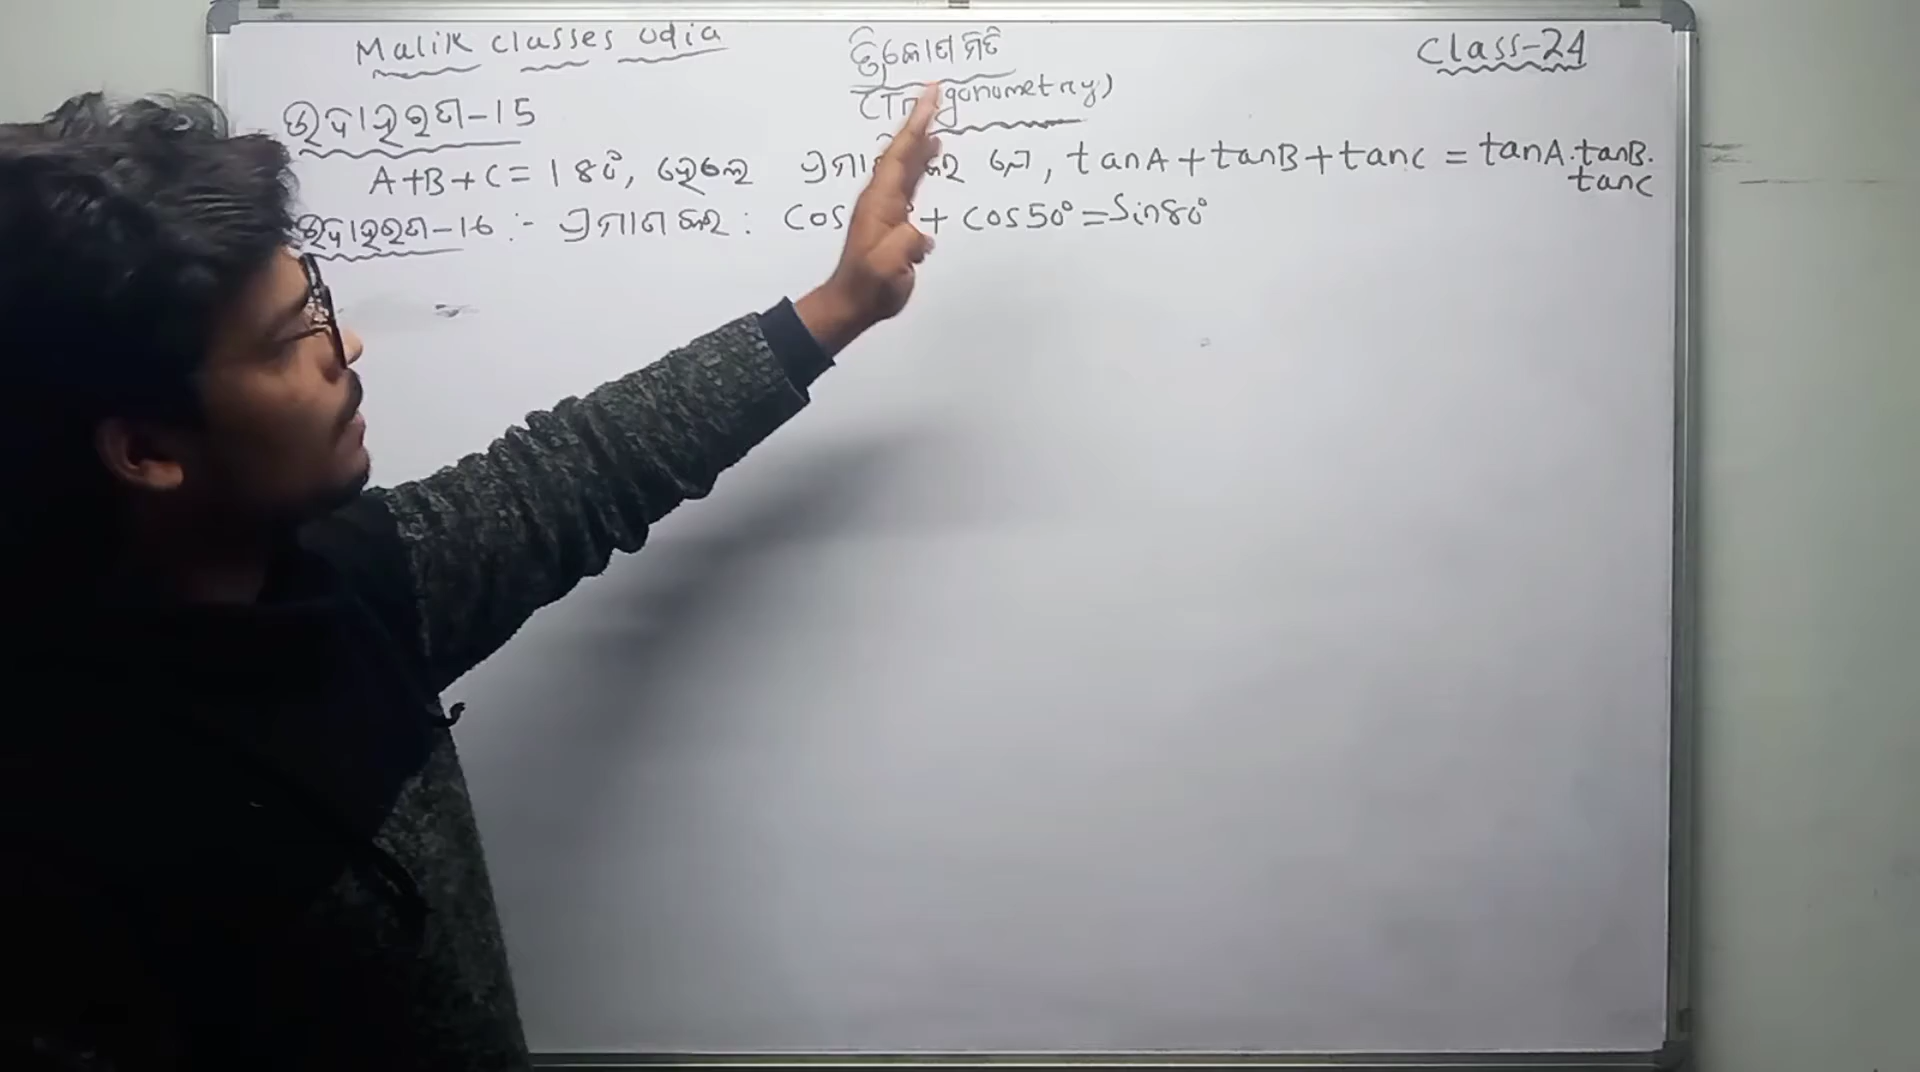 Malik classes odia
ତ୍ରିକୋଣମିତି
Class-24
(Trigonometry)
ଉଦାହରଣ-15
A+B+C=180°, ହେଲେ ଯେ, tanA+tanB+tanC = tanA.tanB.
tanC
ଉଦାହରଣ-16 :- ପ୍ରମାଣ କର : cos + cos50°=Sin80°